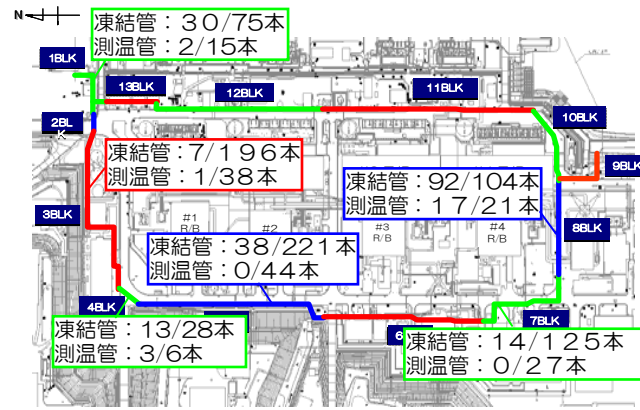 N
凍結管：30/75本
測温管：2/15本
1BLK
13BLK
12BLK
11BLK
10BLK
2BL
K
凍結管：7/196本
測温管：1/38本
9BLK
凍結管：92/104本
測温管：17/21本
3BLK
#1
R/B
#2
#3
R/B
#4
R/B
8BLK
凍結管：38/221本
測温管：0/44本
4BLK
7BLK
凍結管：13/28本
測温管：3/6本
6
凍結管：14/125本
測温管：0/27本